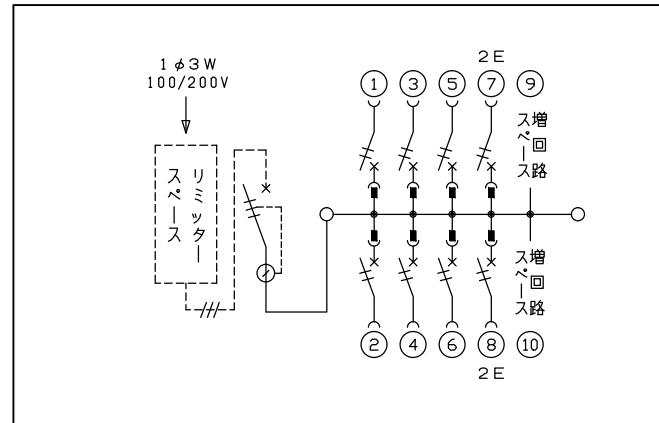 1φ3W
100/200V
リミッター
スペース
2E
① ③ ⑤ ⑦ ⑨
増回路
スペース
増回路
スペース
② ④ ⑥ ⑧ ⑩
2E